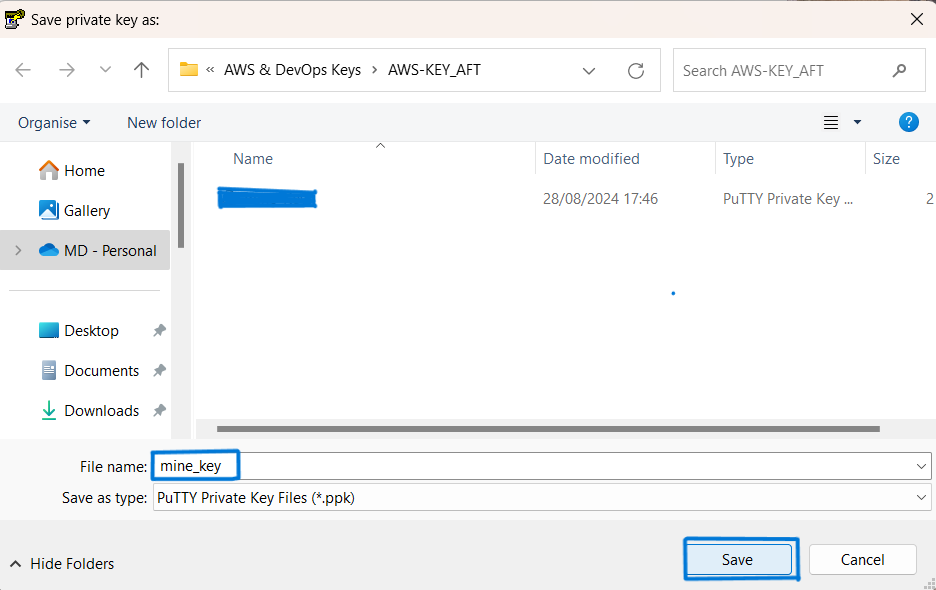 Save private key as:
« AWS & DevOps Keys > AWS-KEY_AFT
Search AWS-KEY_AFT
Organise
New folder
?
Name
Date modified
Type
Size
28/08/2024 17:46
PuTTY Private Key ...
2
Home
Gallery
MD - Personal
Desktop
Documents
Downloads
File name: mine_key
Save as type: PuTTY Private Key Files (*.ppk)
Hide Folders
Save
Cancel